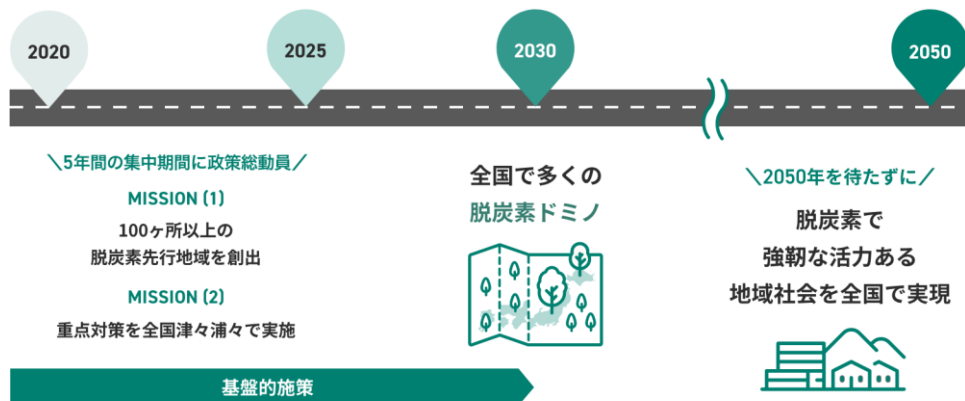 2020
2025
2030
2050
\5年間の集中期間に政策総動員/
MISSION (1)
100ヶ所以上の
脱炭素先行地域を創出
MISSION (2)
重点対策を全国津々浦々で実施
基盤的施策
全国で多くの
脱炭素ドミノ
\2050年を待たずに/
脱炭素で
強靭な活力ある
地域社会を全国で実現